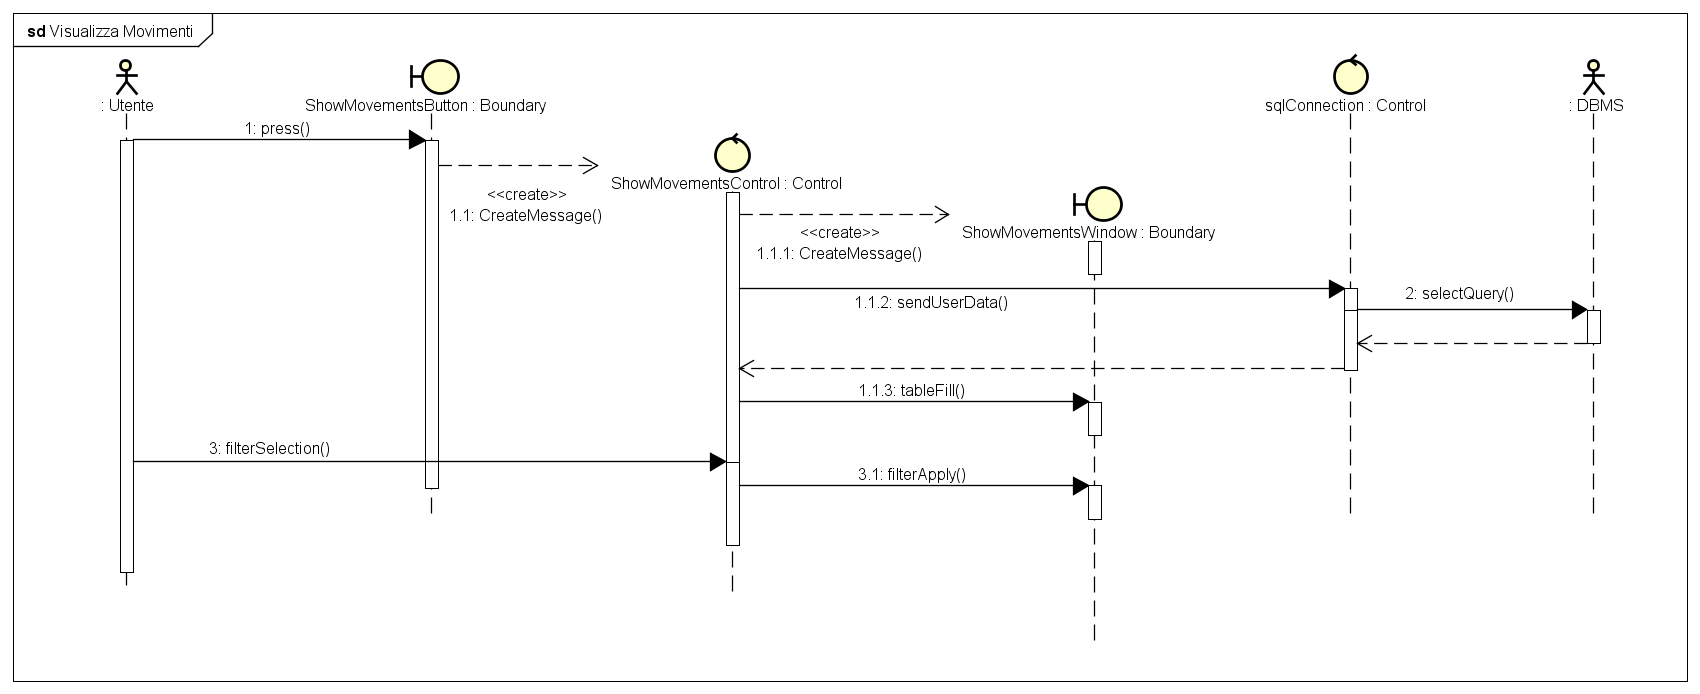 sd Visualizza Movimenti
: Utente
ShowMovementsButton : Boundary
sqlConnection : Control
: DBMS
1: press()
ShowMovementsControl : Control
<<create>>
1.1: CreateMessage()
ShowMovementsWindow : Boundary
<<create>>
1.1.1: CreateMessage()
1.1.2: sendUserData()
2: selectQuery()
1.1.3: tableFill()
3: filterSelection()
3.1: filterApply()